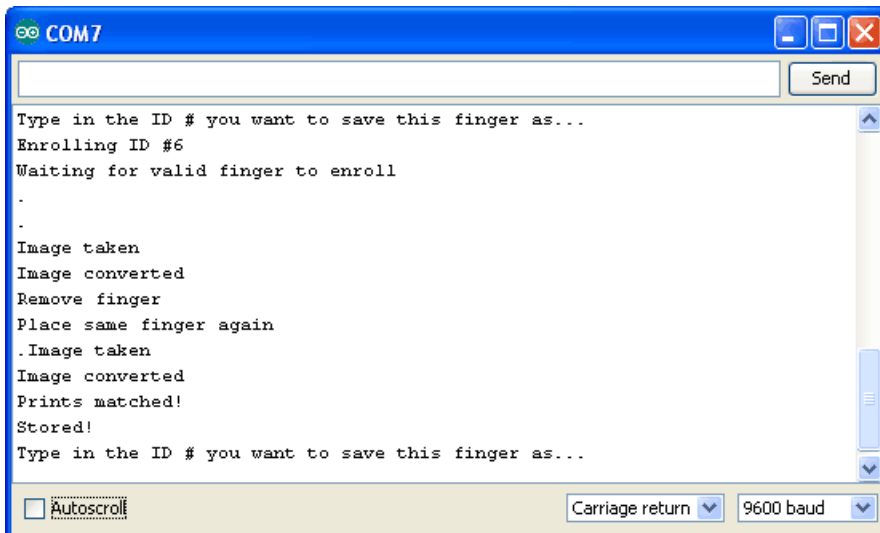 COM7
Send
Type in the ID # you want to save this finger as...
Enrolling ID #6
Waiting for valid finger to enroll
.
.
Image taken
Image converted
Remove finger
Place same finger again
.Image taken
Image converted
Prints matched!
Stored!
Type in the ID # you want to save this finger as...
Autoscroll
Carriage return
9600 baud